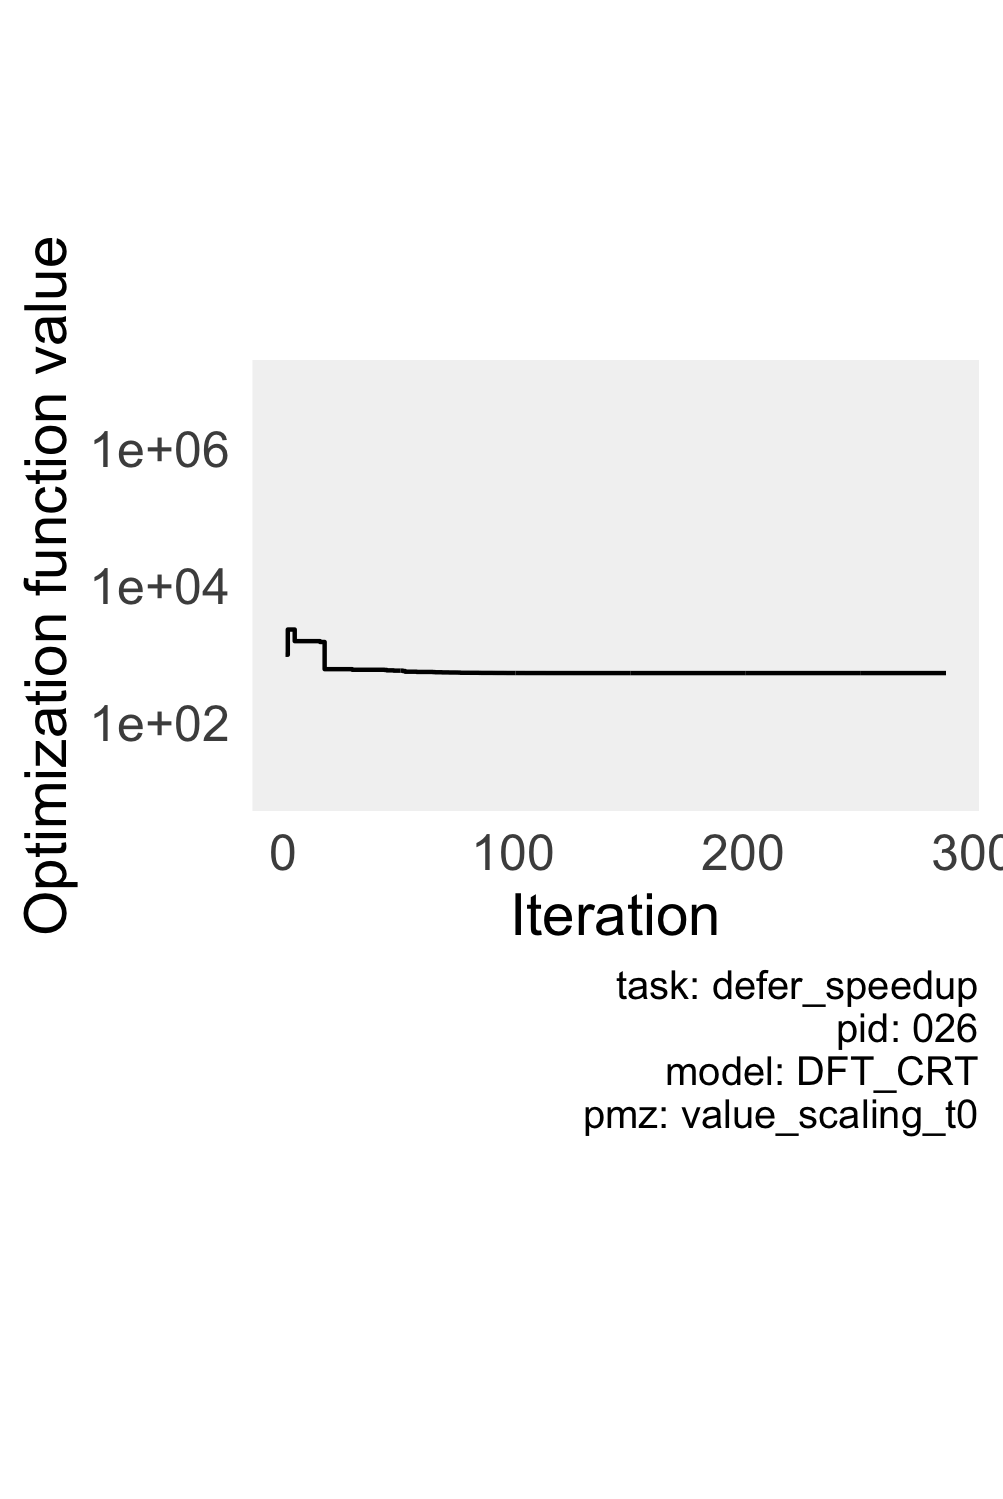 Optimization function value
1e+06
1e+04
1e+02
0
100
200
300
Iteration
task: defer_speedup
pid: 026
model: DFT_CRT
pmz: value_scaling_t0